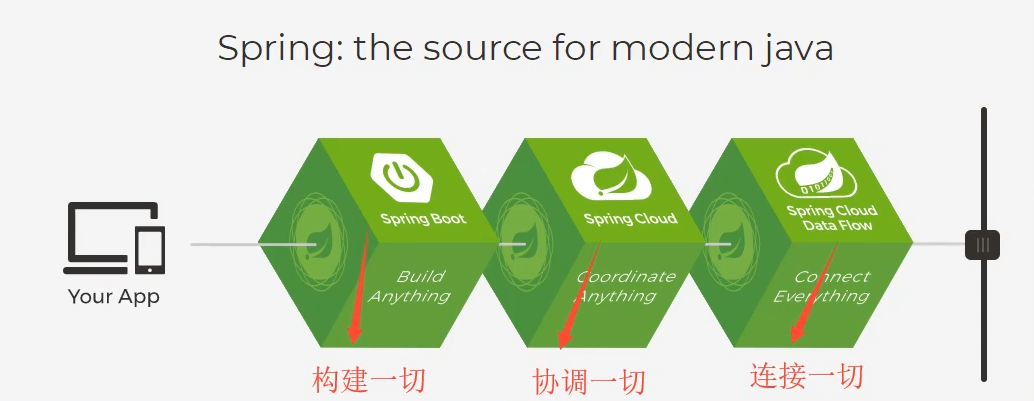 Spring: the source for modern java
Spring Boot
Spring Cloud
Spring Cloud
Data Flow
Your App
Build
Anything
Coordinate
Anything
Connect
Everything
构建一切
协调一切
连接一切